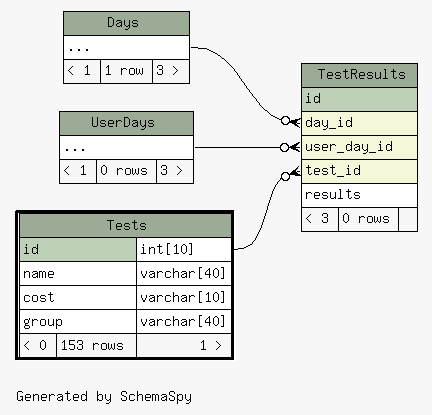 Days
...
< 1 1 row 3 >
UserDays
...
< 1 0 rows 3 >
TestResults
id
day_id
user_day_id
test_id
results
< 3 0 rows
Tests
id int[10]
name varchar[40]
cost varchar[10]
group varchar[40]
< 0 153 rows 1 >
Generated by SchemaSpy